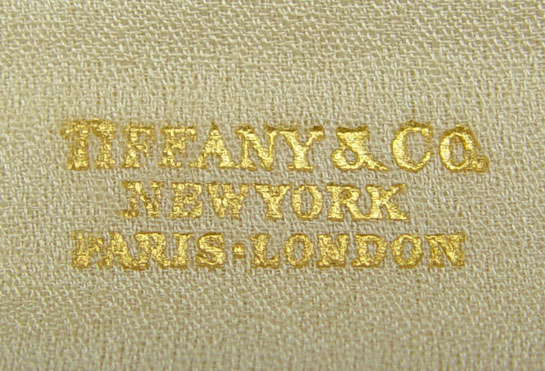 TIFFANY & CO.
NEW YORK
PARIS-LONDON